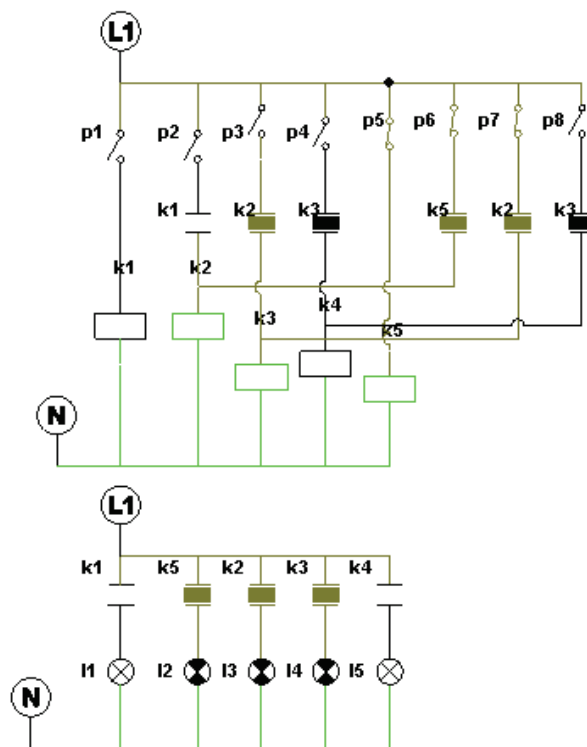 L1
p1 p2 p3 p4 p5 p6 p7 p8
k1 k2 k3 k5 k2 k3
k1 k2 k3 k4 k5
N
L1
k1 k5 k2 k3 k4
l1 l2 l3 l4 l5
N